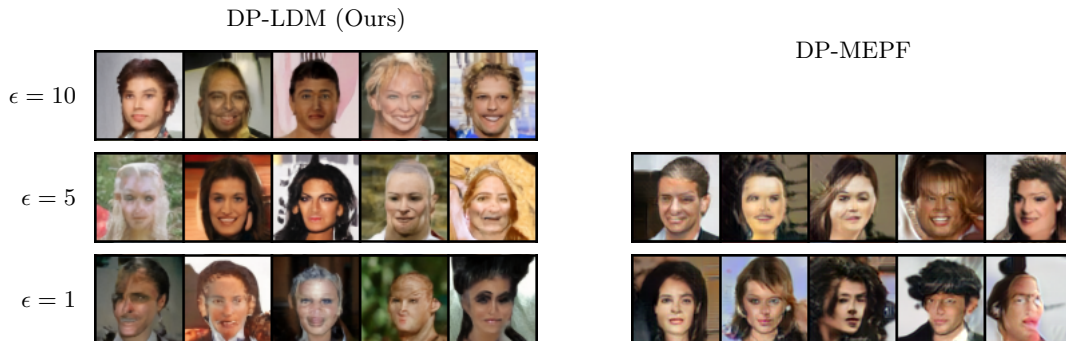 DP-LDM (Ours)
DP-MEPF
ϵ = 10
ϵ = 5
ϵ = 1